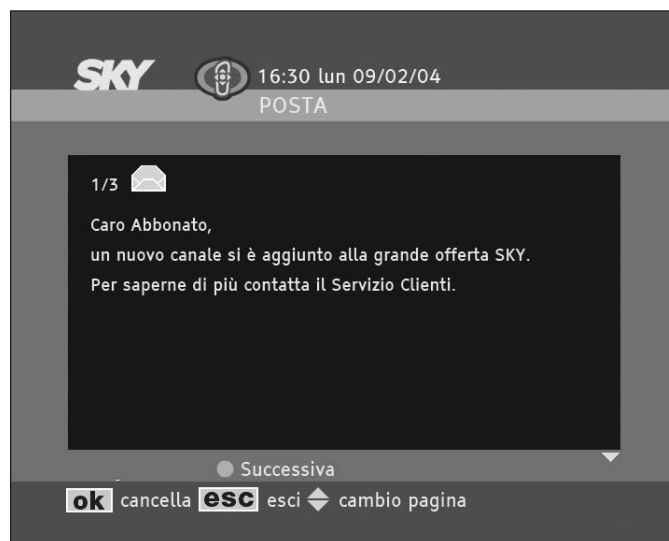 SKY 16:30 lun 09/02/04
POSTA
1/3
Caro Abbonato,
un nuovo canale si è aggiunto alla grande offerta SKY.
Per saperne di più contatta il Servizio Clienti.
Successiva
ok cancella esc esci cambio pagina